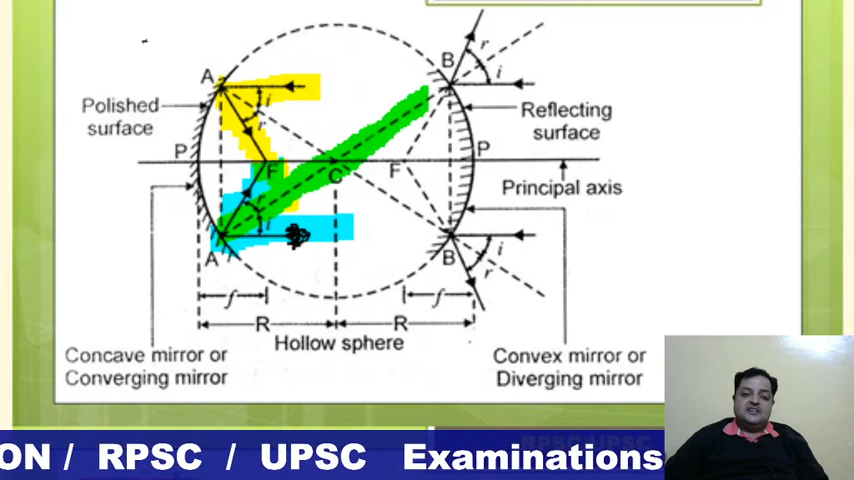 A
B
r
i
i
r
Polished
surface
Reflecting
surface
P
F
C
F
P
Principal axis
r
i
A
B
i
r
f
f
R
R
Hollow sphere
Concave mirror or
Converging mirror
Convex mirror or
Diverging mirror
ON / RPSC / UPSC Examinations